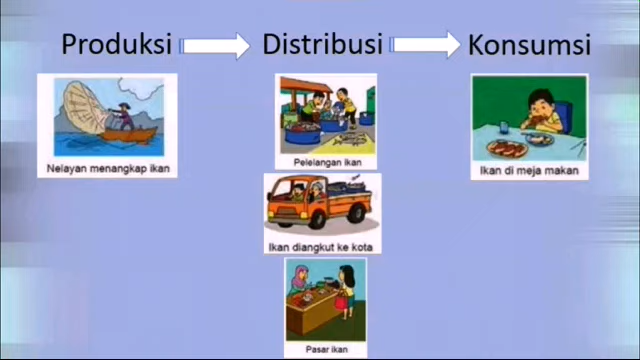 Produksi
Distribusi
Konsumsi
Nelayan menangkap ikan
Pelelangan ikan
Ikan diangkut ke kota
Pasar ikan
Ikan di meja makan